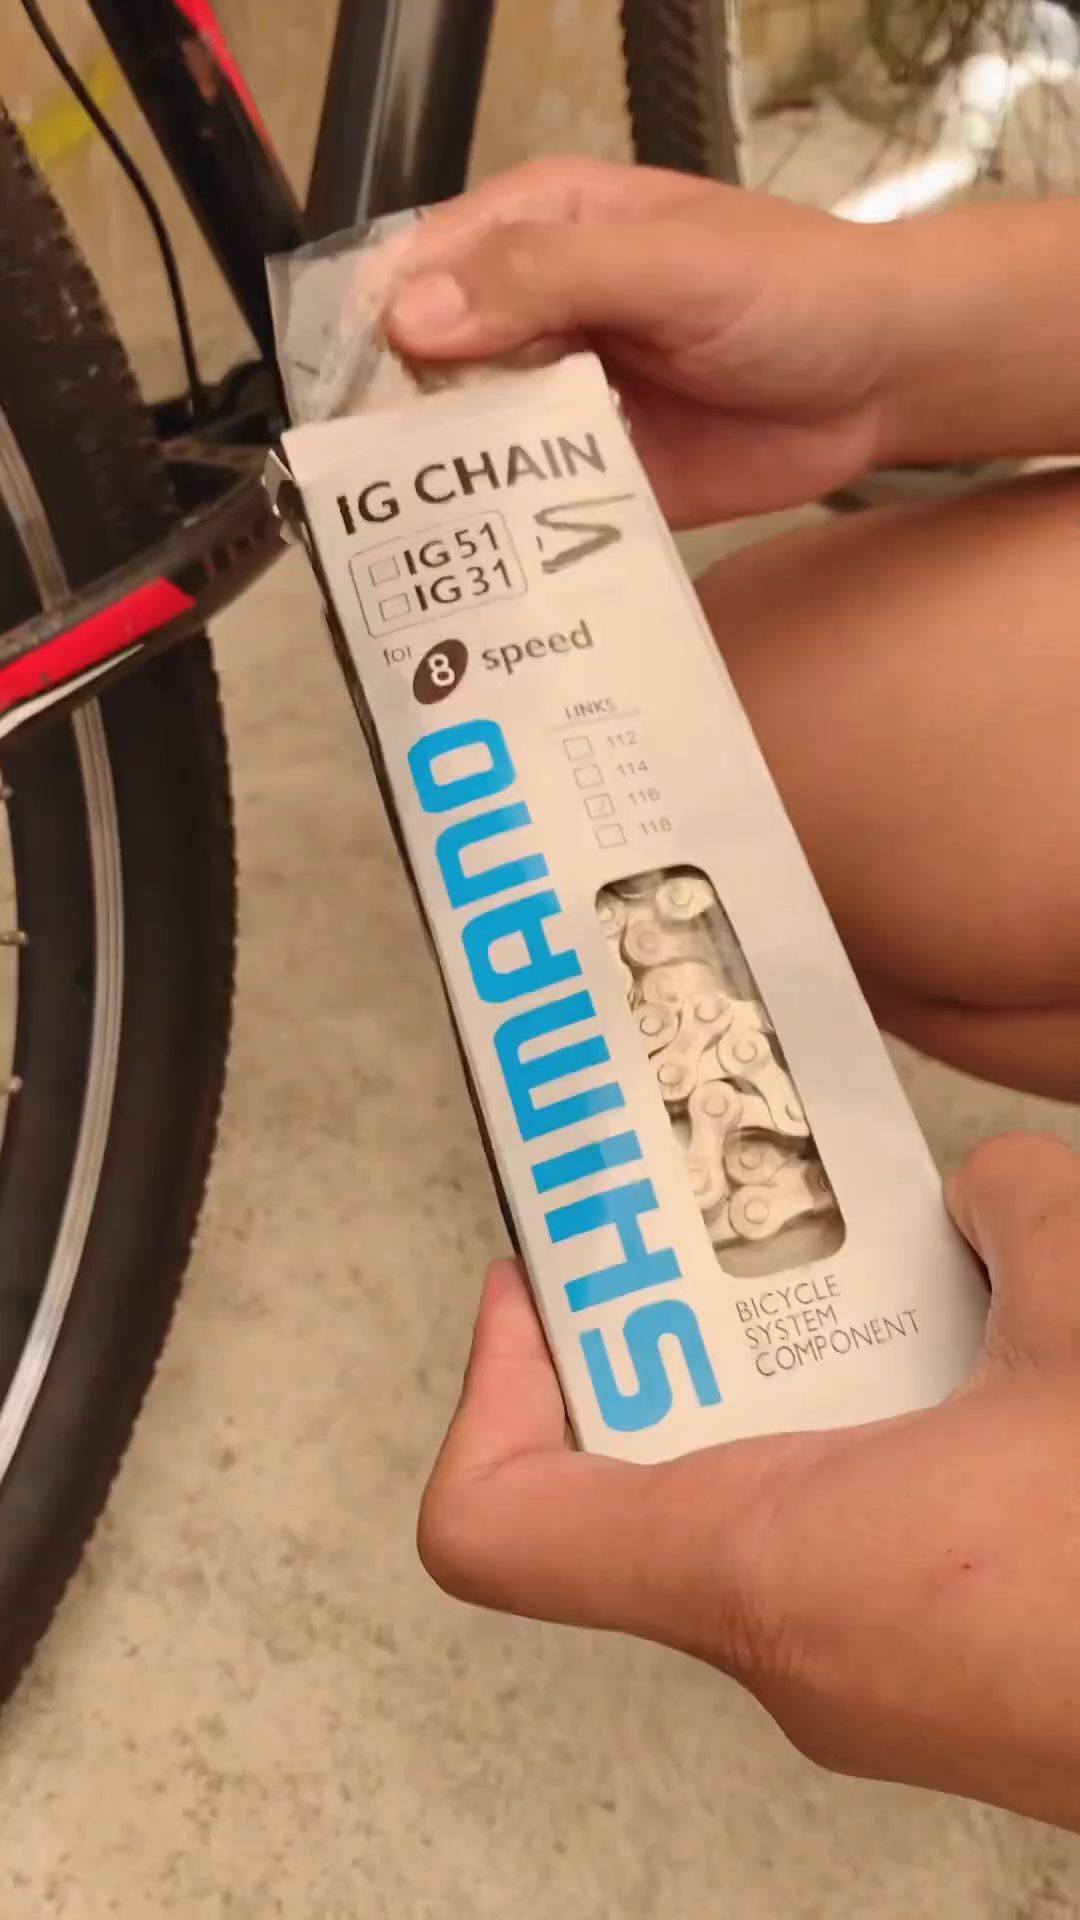 IG CHAIN
IG51
IG31
for 8 speed
LINKS
112
114
116
118
SHIMANO
BICYCLE
SYSTEM
COMPONENT